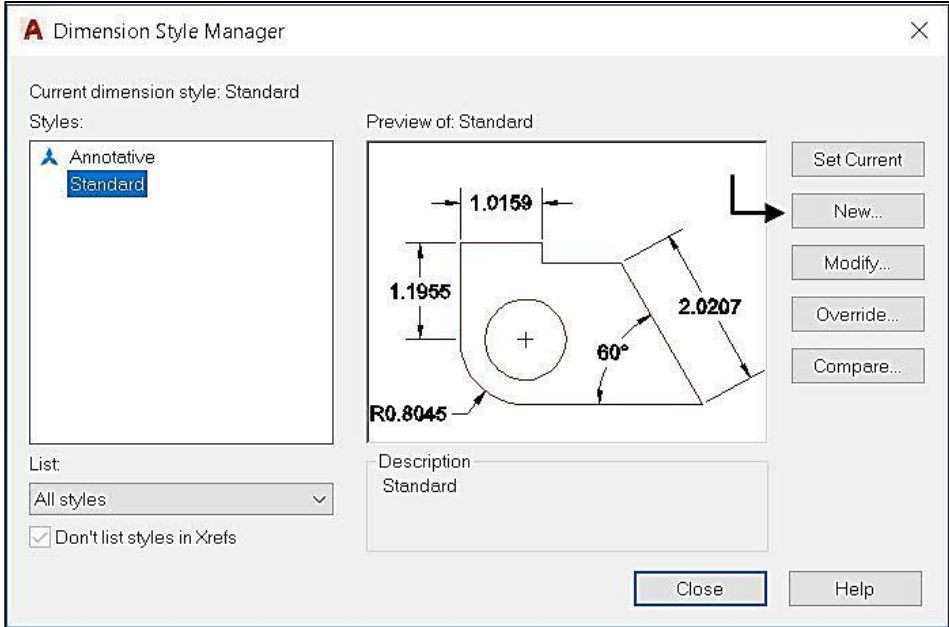 Dimension Style Manager
Current dimension style: Standard
Styles:
Annotative
Standard
Preview of: Standard
1.0159
1.1955
2.0207
60°
R0.8045
Set Current
New...
Modify...
Override...
Compare...
List:
All styles
Don't list styles in Xrefs
Description
Standard
Close
Help